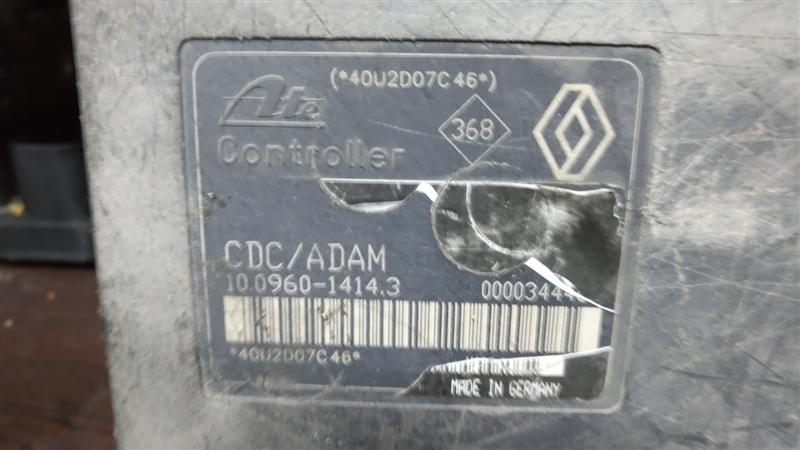 (*40U2D07C46*)
Ate
368
Controller
CDC/ADAM
10.0960-1414.3
*40U2D07C46*
MADE IN GERMANY